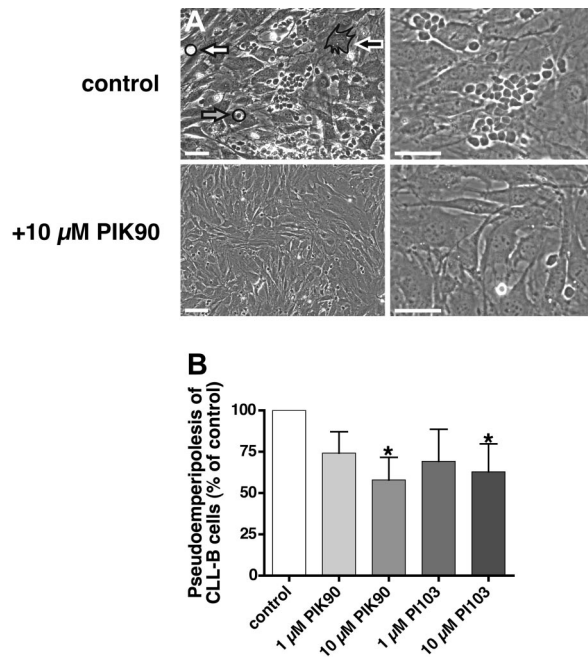 A
control
+10 µM PIK90
B
Pseudoemperipolesis of
CLL-B cells (% of control)
100
75
50
25
0
*
*
control
1 µM PIK90
10 µM PIK90
1 µM PI103
10 µM PI103